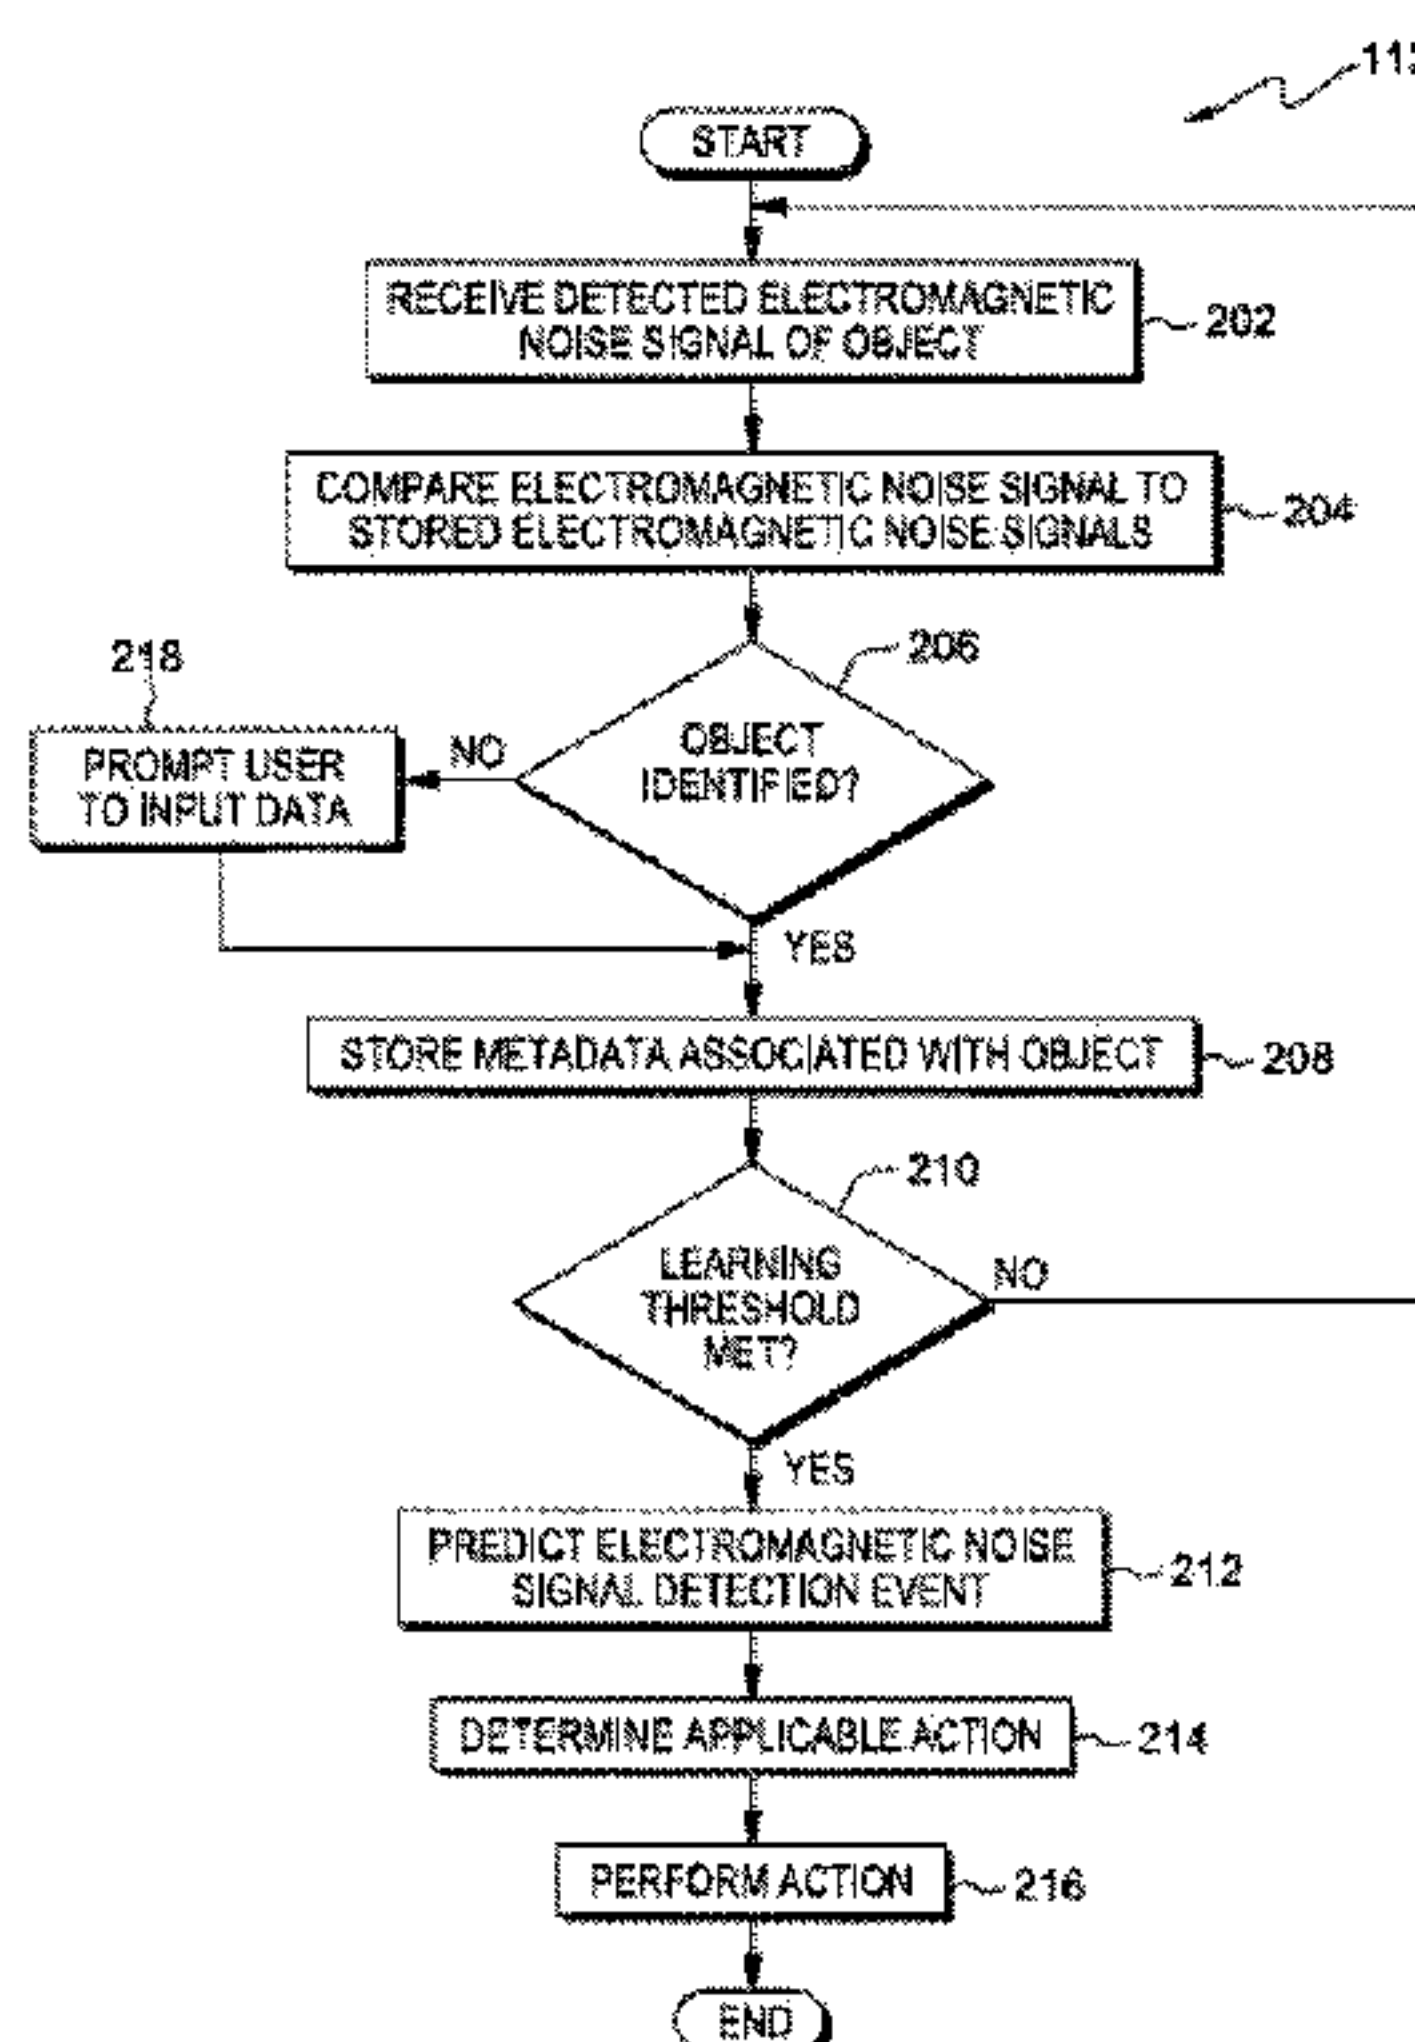 START
RECEIVE DETECTED ELECTROMAGNETIC
NOISE SIGNAL OF OBJECT
202
COMPARE ELECTROMAGNETIC NOISE SIGNAL TO
STORED ELECTROMAGNETIC NOISE SIGNALS
204
206
OBJECT
IDENTIFIED?
218
NO
PROMPT USER
TO INPUT DATA
YES
STORE METADATA ASSOCIATED WITH OBJECT
208
210
LEARNING
THRESHOLD
MET?
NO
YES
PREDICT ELECTROMAGNETIC NOISE
SIGNAL DETECTION EVENT
212
DETERMINE APPLICABLE ACTION
214
PERFORM ACTION
216
END